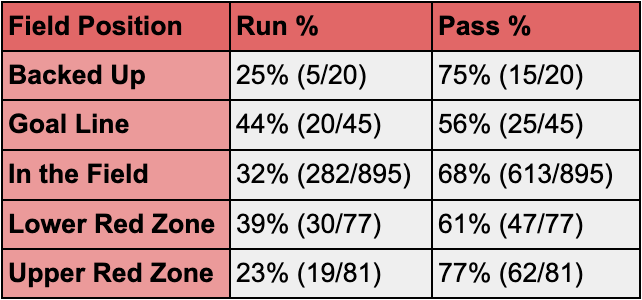 Field Position Run % Pass %
Backed Up 25% (5/20) 75% (15/20)
Goal Line 44% (20/45) 56% (25/45)
In the Field 32% (282/895) 68% (613/895)
Lower Red Zone 39% (30/77) 61% (47/77)
Upper Red Zone 23% (19/81) 77% (62/81)